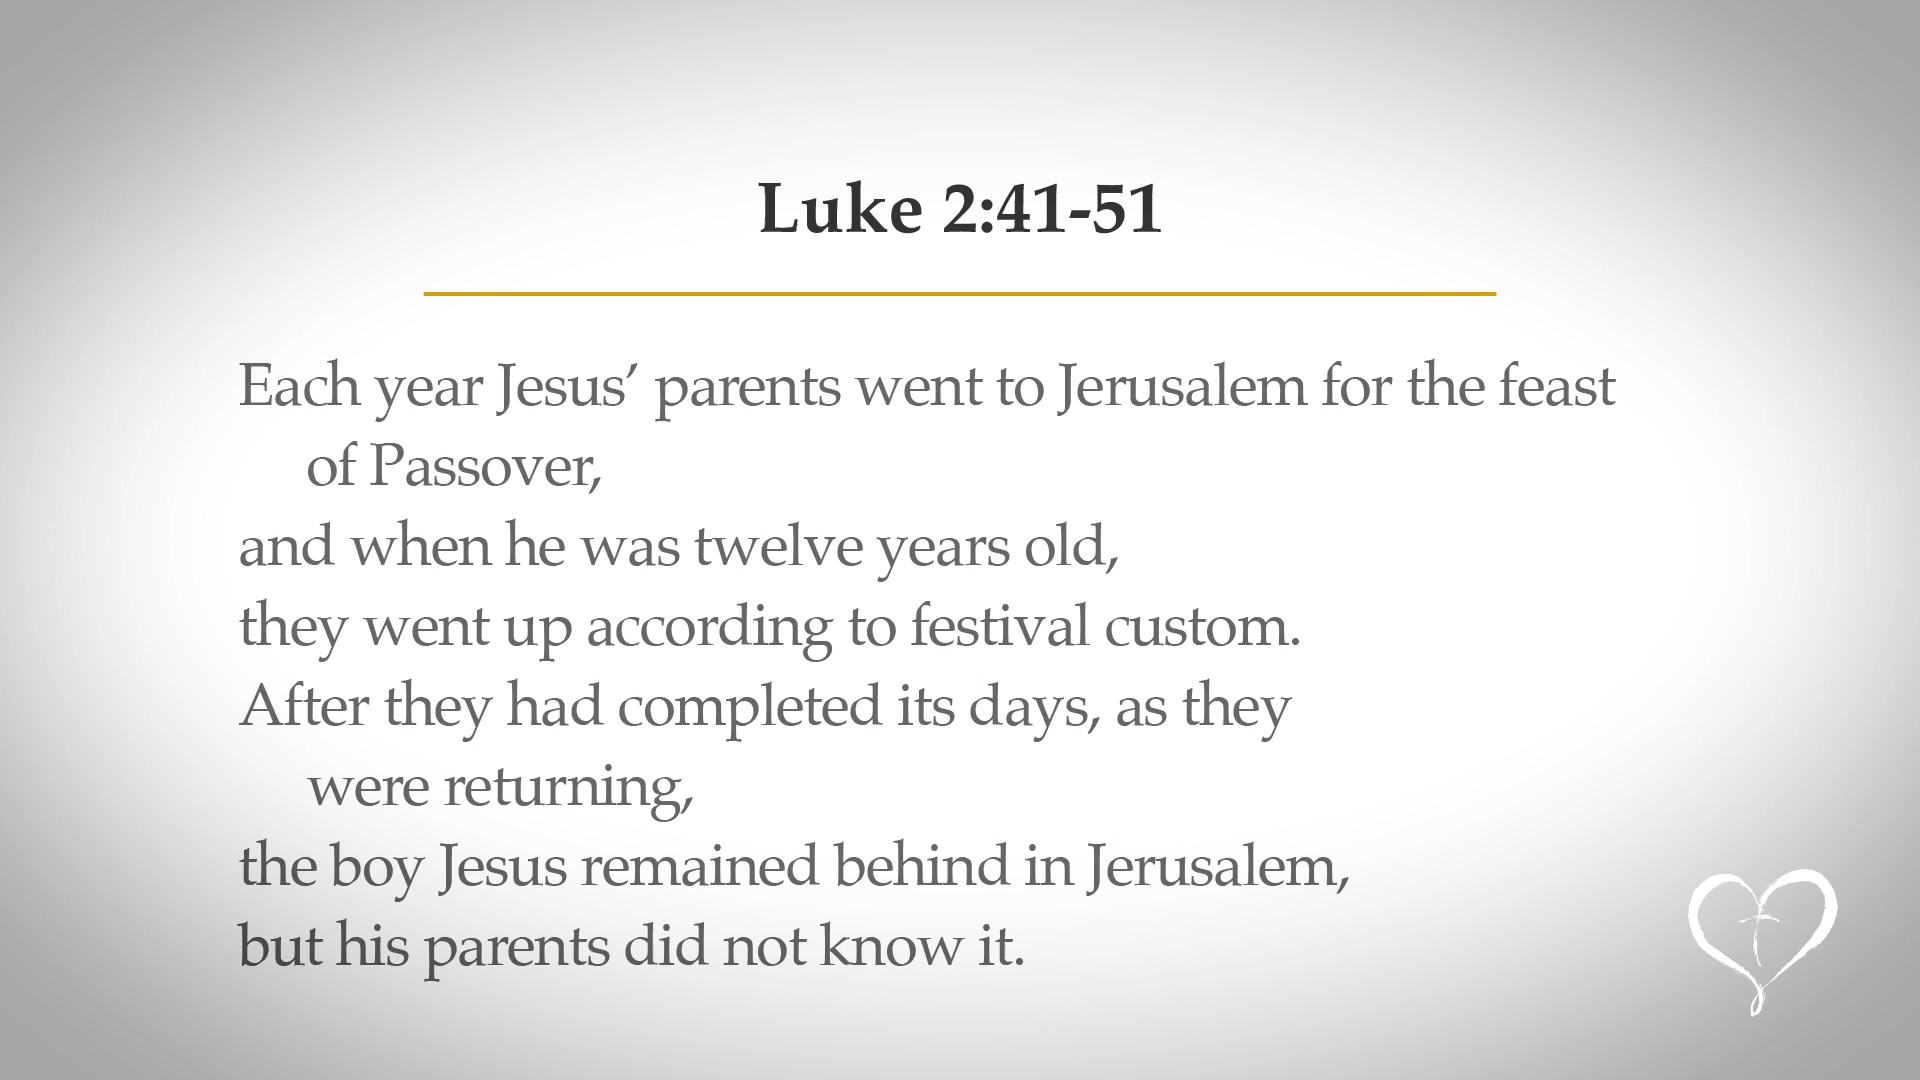 Luke 2:41-51
Each year Jesus’ parents went to Jerusalem for the feast
of Passover,
and when he was twelve years old,
they went up according to festival custom.
After they had completed its days, as they
were returning,
the boy Jesus remained behind in Jerusalem,
but his parents did not know it.